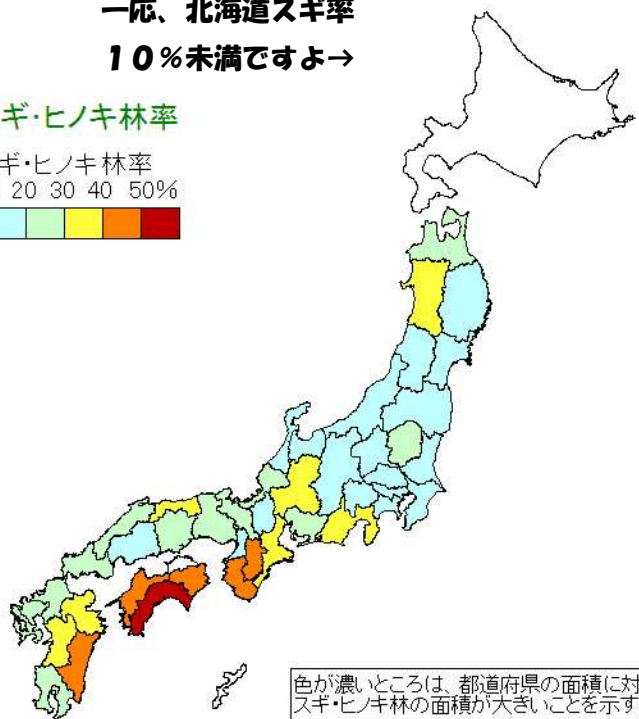 一応、北海道スギ率
１０%未満ですよ→
ギ・ヒノキ林率
ギ・ヒノキ林率
20 30 40 50%
色が濃いところは、都道府県の面積に対
スギ・ヒノキ林の面積が大きいことを示す